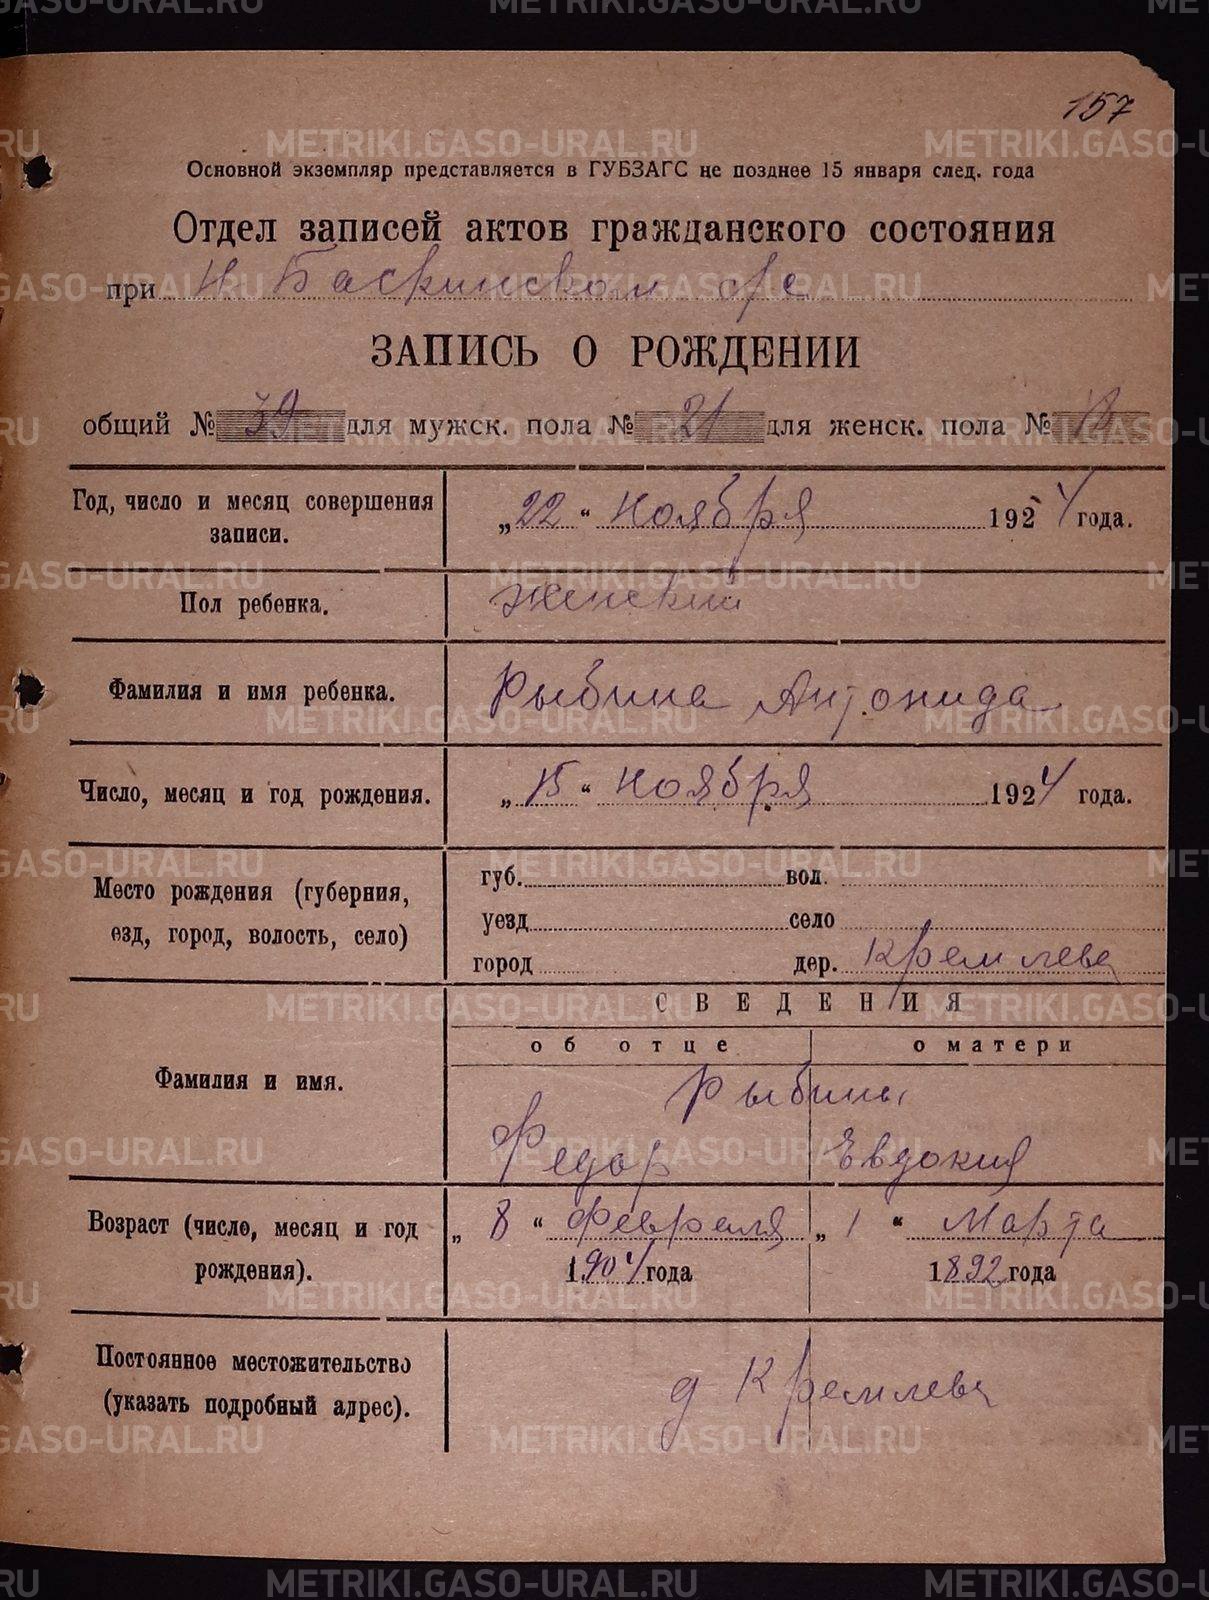 157
Основной экземпляр представляется в ГУБЗАГС не позднее 15 января след. года
Отдел записей актов гражданского состояния
при Н Баскинском
ЗАПИСЬ О РОЖДЕНИИ
общий № 39 для мужск. пола № 21 для женск. пола № 18
Год, число и месяц совершения записи. „22“ Ноября 1924 года.
Пол ребенка. Женский
Фамилия и имя ребенка. Рыбина Антонида
Число, месяц и год рождения. „15“ Ноября 1924 года.
Место рождения (губерния, езд, город, волость, село)
губ. вол.
уезд село
город дер. Кремлева
СВЕДЕНИЯ
об отце о матери
Фамилия и имя. Рыбины
Федор Евдокия
Возраст (число, месяц и год рождения). „8“ Февраля 1904 года „1“ Марта 1892 года
Постоянное местожительство (указать подробный адрес). д Кремлева
METRIKI.GASO-URAL.RU